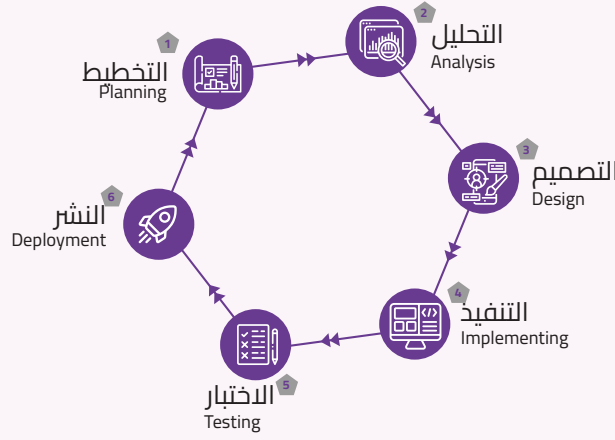 1
التخطيط
Planning
2
التحليل
Analysis
3
التصميم
Design
4
التنفيذ
Implementing
5
الاختبار
Testing
6
النشر
Deployment